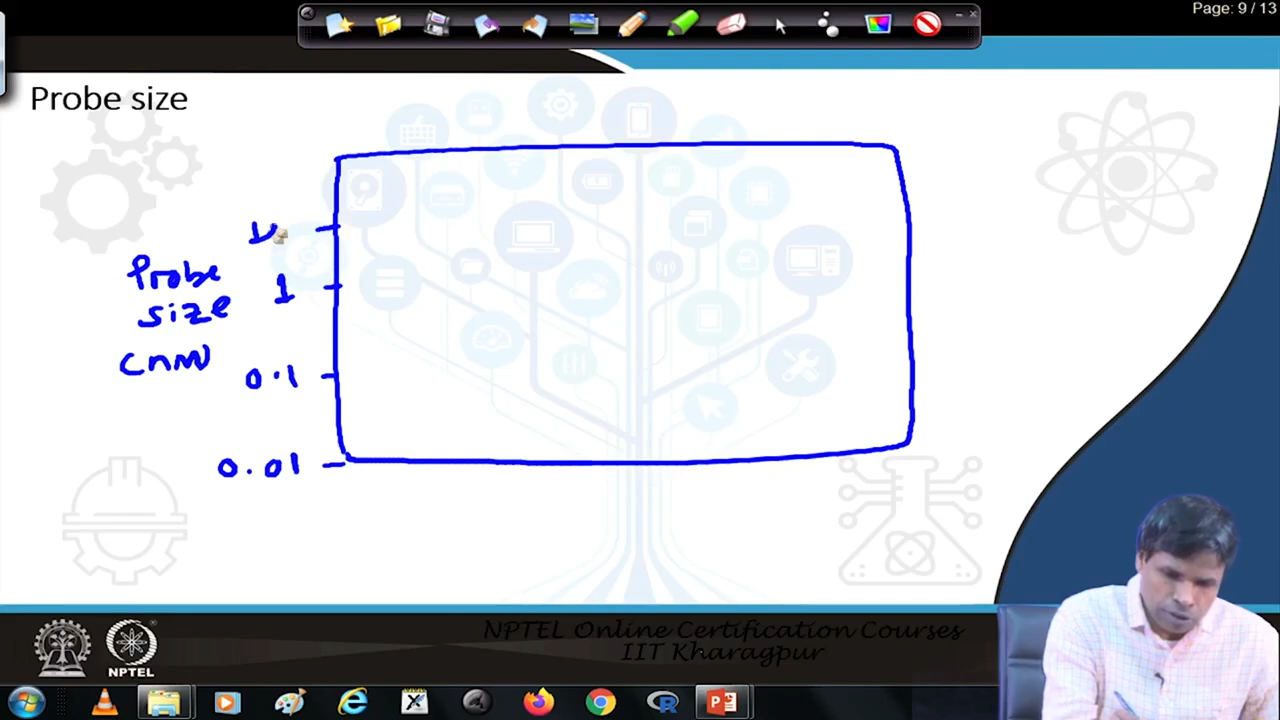 Page: 9 / 13
Probe size
Probe
size
(nm)
1
0.1
0.01
NPTEL Online Certification Courses
IIT Kharagpur
NPTEL